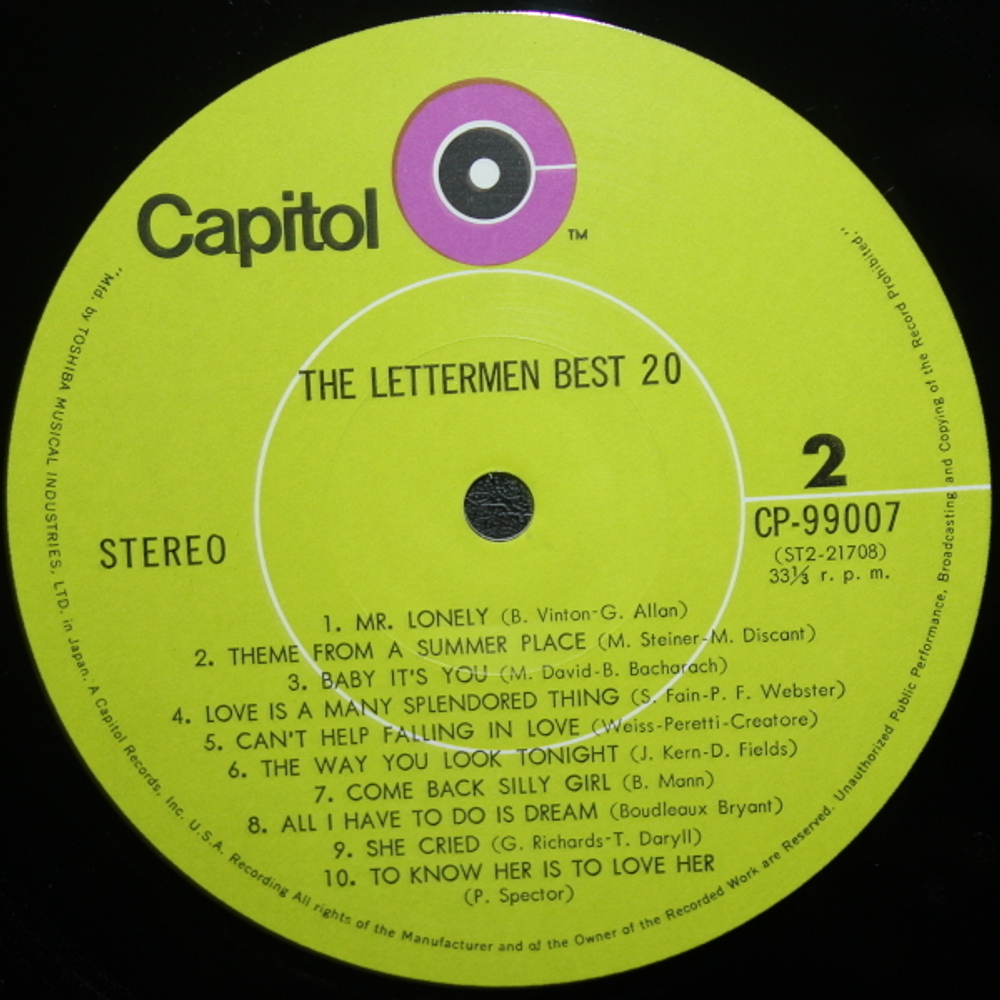 Capitol
TM
THE LETTERMEN BEST 20
2
STEREO
CP-99007
(ST2-21708)
33⅓ r. p. m.
1. MR. LONELY (B. Vinton-G. Allan)
2. THEME FROM A SUMMER PLACE (M. Steiner-M. Discant)
3. BABY IT'S YOU (M. David-B. Bacharach)
4. LOVE IS A MANY SPLENDORED THING (S. Fain-P. F. Webster)
5. CAN'T HELP FALLING IN LOVE (Weiss-Peretti-Creatore)
6. THE WAY YOU LOOK TONIGHT (J. Kern-D. Fields)
7. COME BACK SILLY GIRL (B. Mann)
8. ALL I HAVE TO DO IS DREAM (Boudleaux Bryant)
9. SHE CRIED (G. Richards-T. Daryll)
10. TO KNOW HER IS TO LOVE HER
(P. Spector)
"Mfd. by TOSHIBA MUSICAL INDUSTRIES, LTD. in Japan. A Capitol Records, Inc. U.S.A. Recording All rights of the Manufacturer and of the Owner of the Recorded Work are Reserved. Unauthorized Public Performance, Broadcasting and Copying of the Record Prohibited."